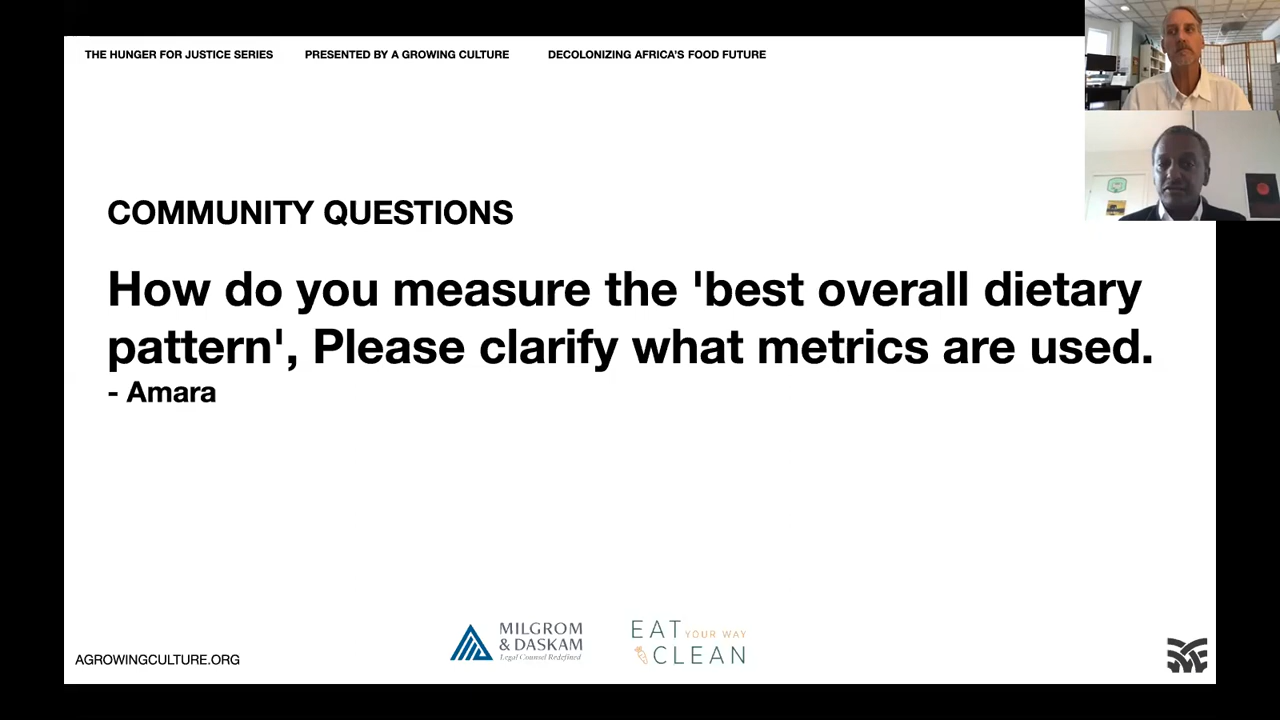 THE HUNGER FOR JUSTICE SERIES PRESENTED BY A GROWING CULTURE DECOLONIZING AFRICA'S FOOD FUTURE
COMMUNITY QUESTIONS
How do you measure the 'best overall dietary
pattern', Please clarify what metrics are used.
- Amara
MILGROM
& DASKAM
Legal Counsel Redefined
EAT YOUR WAY
CLEAN
AGROWINGCULTURE.ORG